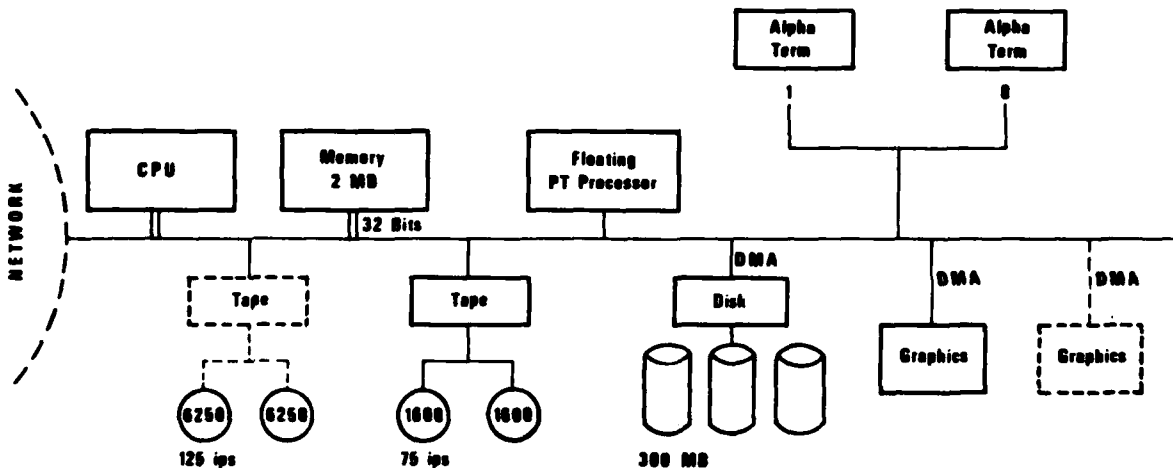 Alpha
Term
Alpha
Term
1
8
NETWORK
CPU
Memory
2 MB
Floating
PT Processor
32 Bits
DMA
DMA
DMA
Tape
Tape
Disk
Graphics
Graphics
6250
6250
1600
1600
125 ips
75 ips
300 MB